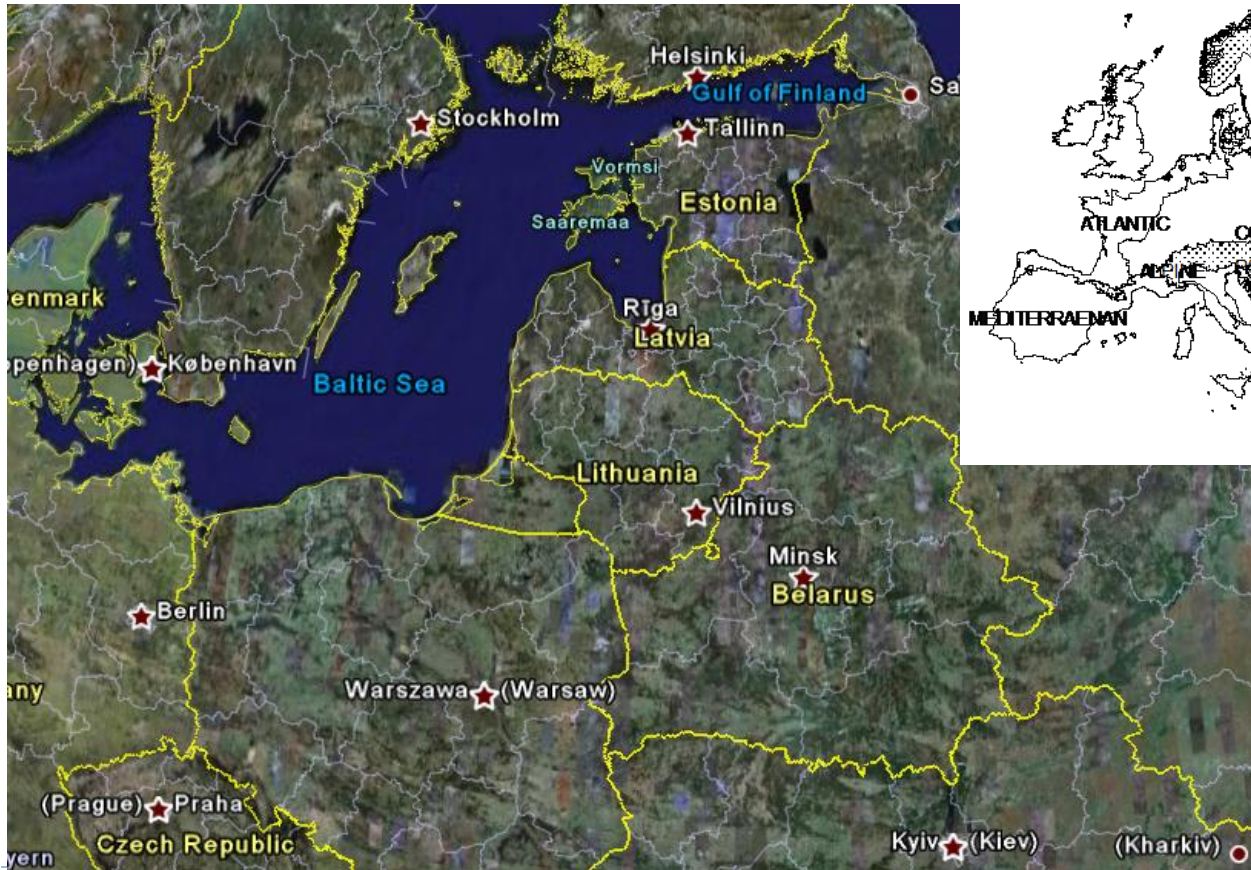 Helsinki
Gulf of Finland
Sa
Stockholm
Tallinn
Vormsi
Estonia
Saaremaa
ATLANTIC
C
ALPINE
enmark
Rīga
Latvia
MEDITERRAENAN
openhagen) København
Baltic Sea
Lithuania
Vilnius
Minsk
Belarus
Berlin
any
Warszawa (Warsaw)
(Prague) Praha
Czech Republic
Kyiv (Kiev)
(Kharkiv)
yern